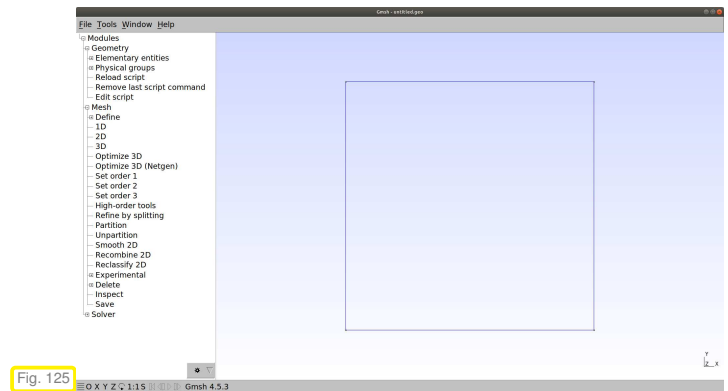 Gmsh - untitled.geo
File Tools Window Help
Modules
Geometry
Elementary entities
Physical groups
Reload script
Remove last script command
Edit script
Mesh
Define
1D
2D
3D
Optimize 3D
Optimize 3D (Netgen)
Set order 1
Set order 2
Set order 3
High-order tools
Refine by splitting
Partition
Unpartition
Smooth 2D
Recombine 2D
Reclassify 2D
Experimental
Delete
Inspect
Save
Solver
Y
Z X
Fig. 125
O X Y Z 1:1 S Gmsh 4.5.3